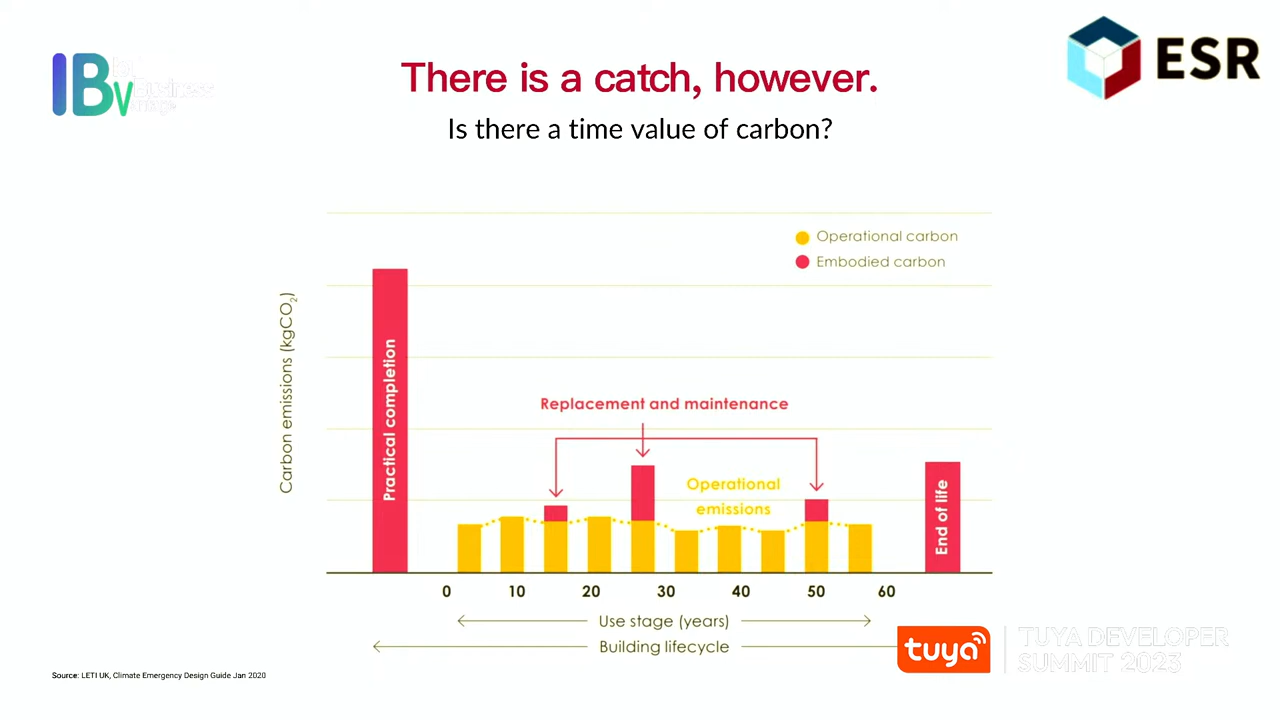 IBV
Business
ESR
There is a catch, however.
Is there a time value of carbon?
Operational carbon
Embodied carbon
Carbon emissions (kgCO₂)
Practical completion
Replacement and maintenance
Operational
emissions
End of life
0 10 20 30 40 50 60
Use stage (years)
Building lifecycle
tuya
TUYA DEVELOPER
SUMMIT 2023
Source: LETI UK, Climate Emergency Design Guide Jan 2020